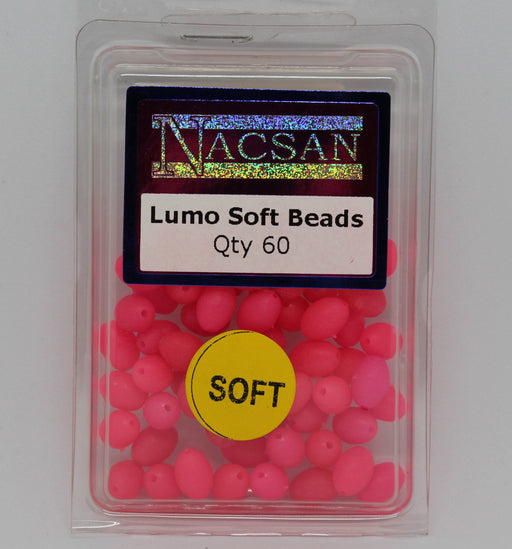 NACSAN
Lumo Soft Beads
Qty 60
SOFT